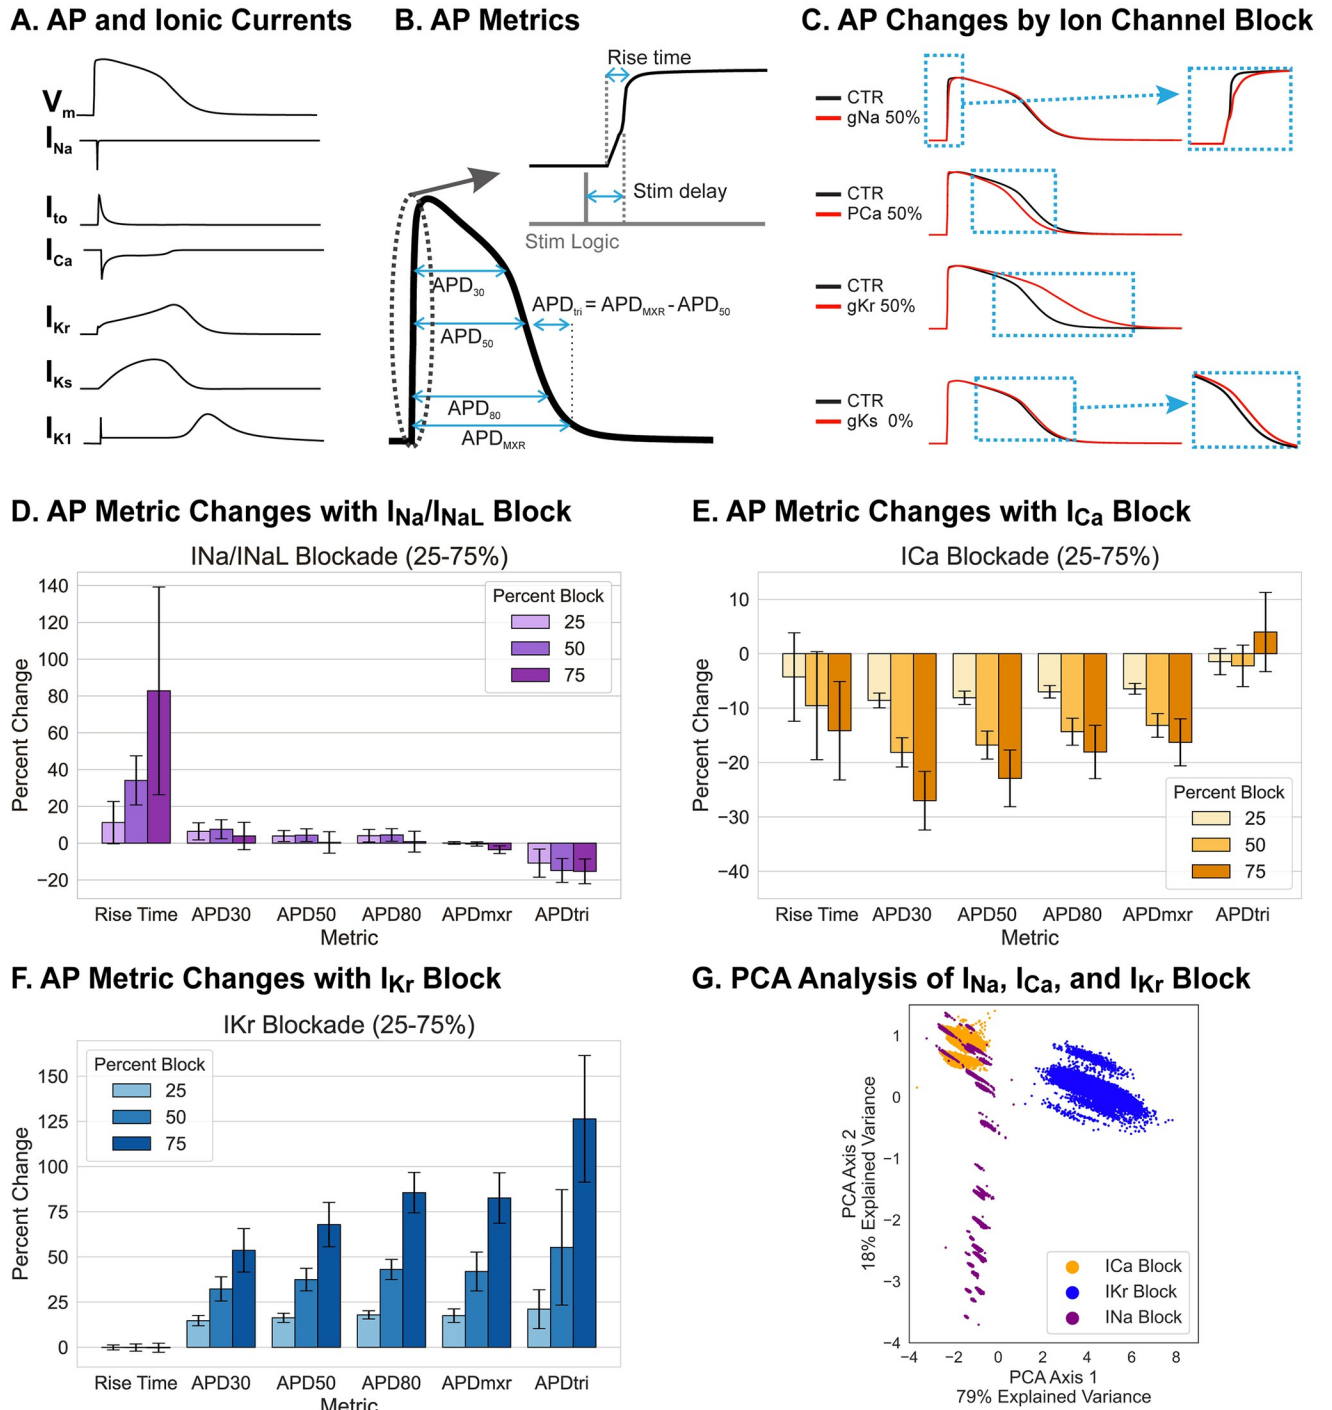 A. AP and Ionic Currents
Vm
INa
Ito
ICa
IKr
IKs
IK1
B. AP Metrics
Rise time
Stim delay
Stim Logic
APD30
APDtri = APDMXR - APD50
APD50
APD80
APDMXR
C. AP Changes by Ion Channel Block
CTR
gNa 50%
CTR
PCa 50%
CTR
gKr 50%
CTR
gKs 0%
D. AP Metric Changes with INa/INaL Block
INa/INaL Blockade (25-75%)
Percent Change
140
120
100
80
60
40
20
0
−20
Percent Block
25
50
75
Rise Time APD30 APD50 APD80 APDmxr APDtri
Metric
E. AP Metric Changes with ICa Block
ICa Blockade (25-75%)
Percent Change
10
0
−10
−20
−30
−40
Percent Block
25
50
75
Rise Time APD30 APD50 APD80 APDmxr APDtri
Metric
F. AP Metric Changes with IKr Block
IKr Blockade (25-75%)
Percent Change
150
125
100
75
50
25
0
Percent Block
25
50
75
Rise Time APD30 APD50 APD80 APDmxr APDtri
Metric
G. PCA Analysis of INa, ICa, and IKr Block
PCA Axis 2
18% Explained Variance
1
0
−1
−2
−3
−4
ICa Block
IKr Block
INa Block
−4 −2 0 2 4 6 8
PCA Axis 1
79% Explained Variance